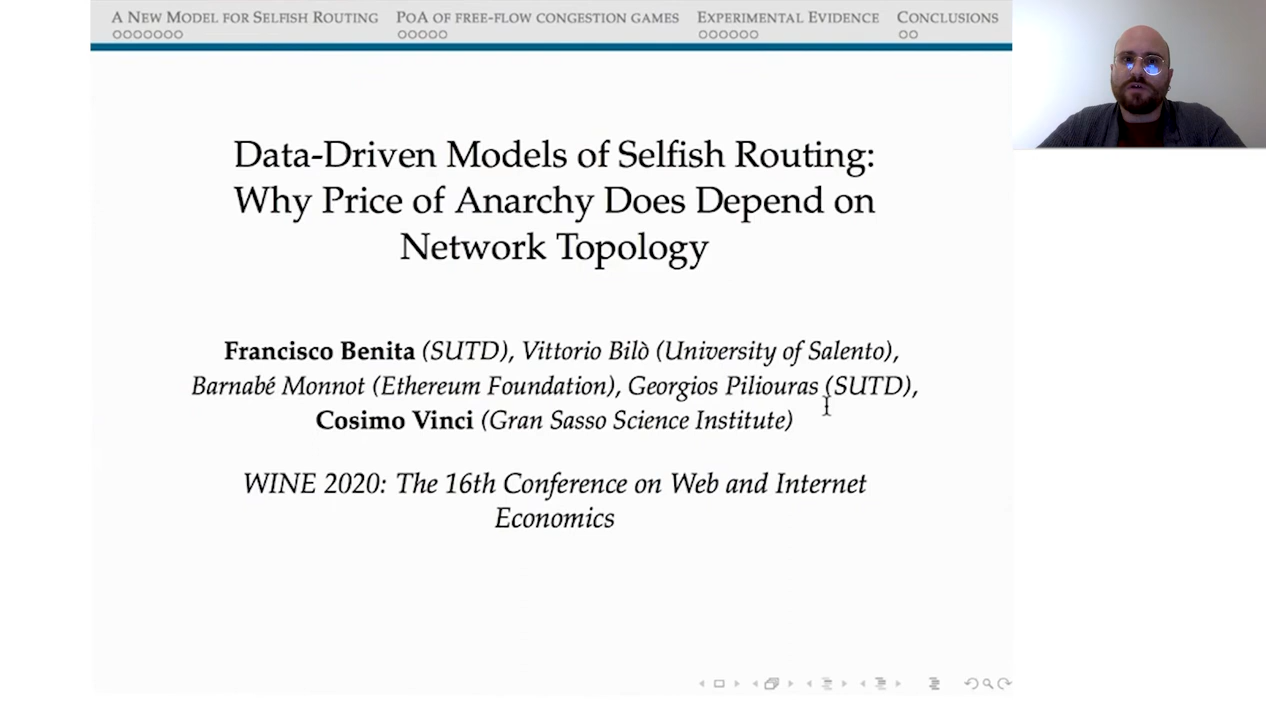 A New Model for Selfish Routing PoA of free-flow congestion games Experimental Evidence Conclusions
Data-Driven Models of Selfish Routing:
Why Price of Anarchy Does Depend on
Network Topology
Francisco Benita (SUTD), Vittorio Bilò (University of Salento),
Barnabé Monnot (Ethereum Foundation), Georgios Piliouras (SUTD),
Cosimo Vinci (Gran Sasso Science Institute)
WINE 2020: The 16th Conference on Web and Internet
Economics